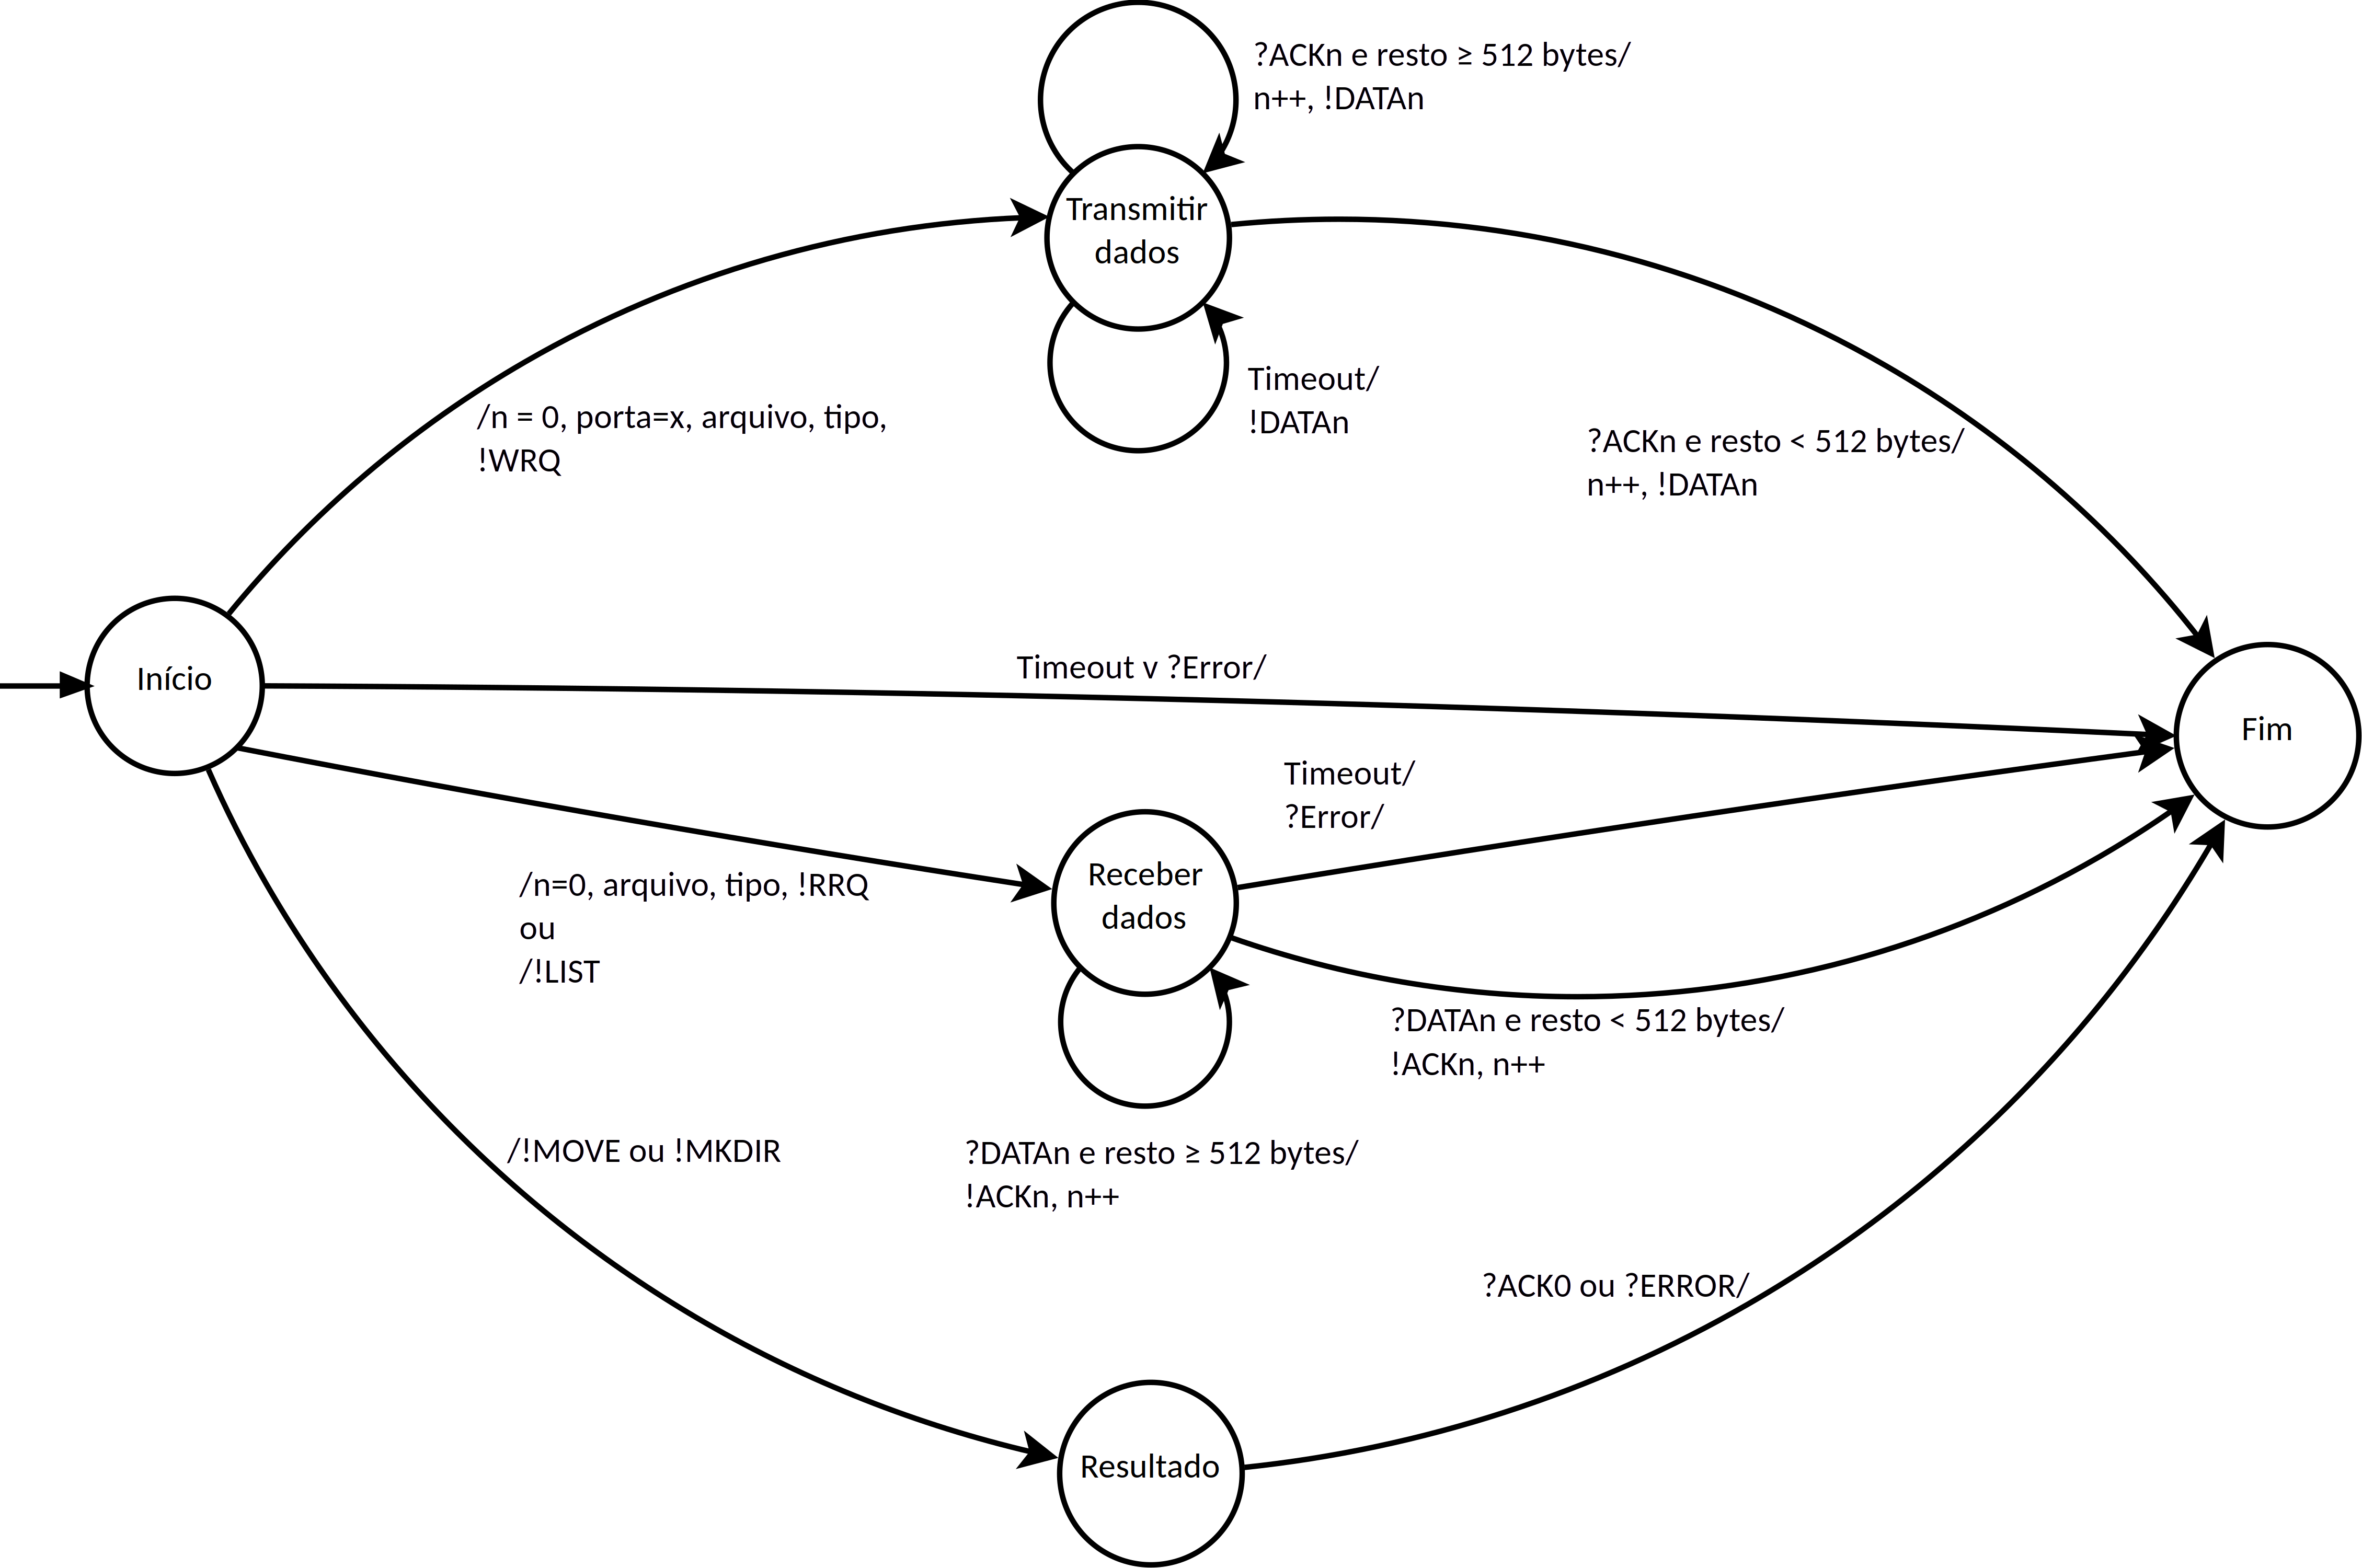 ?ACKn e resto ≥ 512 bytes/
n++, !DATAn
Transmitir
dados
Timeout/
!DATAn
/n = 0, porta=x, arquivo, tipo,
!WRQ
?ACKn e resto < 512 bytes/
n++, !DATAn
Início
Timeout v ?Error/
Fim
Timeout/
?Error/
Receber
dados
/n=0, arquivo, tipo, !RRQ
ou
/!LIST
?DATAn e resto < 512 bytes/
!ACKn, n++
/!MOVE ou !MKDIR
?DATAn e resto ≥ 512 bytes/
!ACKn, n++
?ACK0 ou ?ERROR/
Resultado